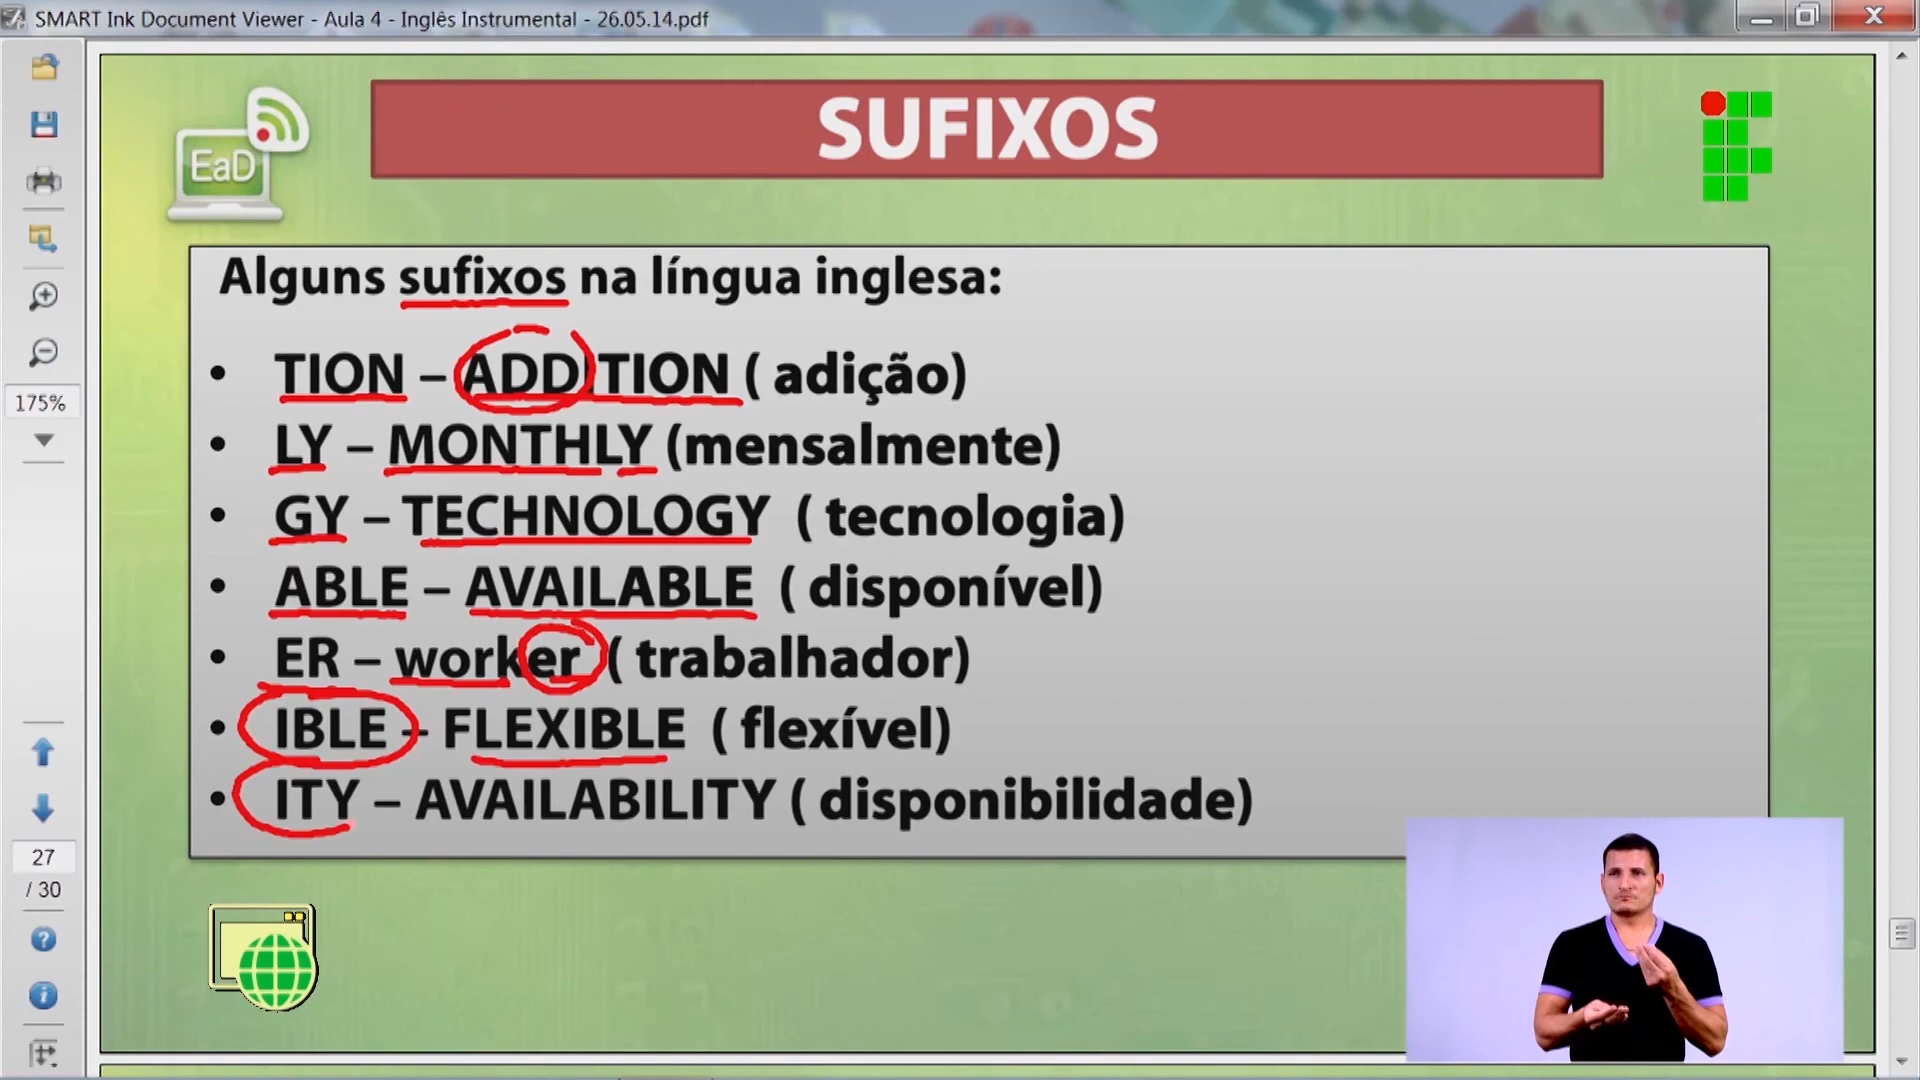 SMART Ink Document Viewer - Aula 4 - Inglês Instrumental - 26.05.14.pdf
EaD
SUFIXOS
Alguns sufixos na língua inglesa:
• TION – ADDITION ( adição)
• LY – MONTHLY (mensalmente)
• GY – TECHNOLOGY ( tecnologia)
• ABLE – AVAILABLE ( disponível)
• ER – worker ( trabalhador)
• IBLE – FLEXIBLE ( flexível)
• ITY – AVAILABILITY ( disponibilidade)
175%
27
/ 30